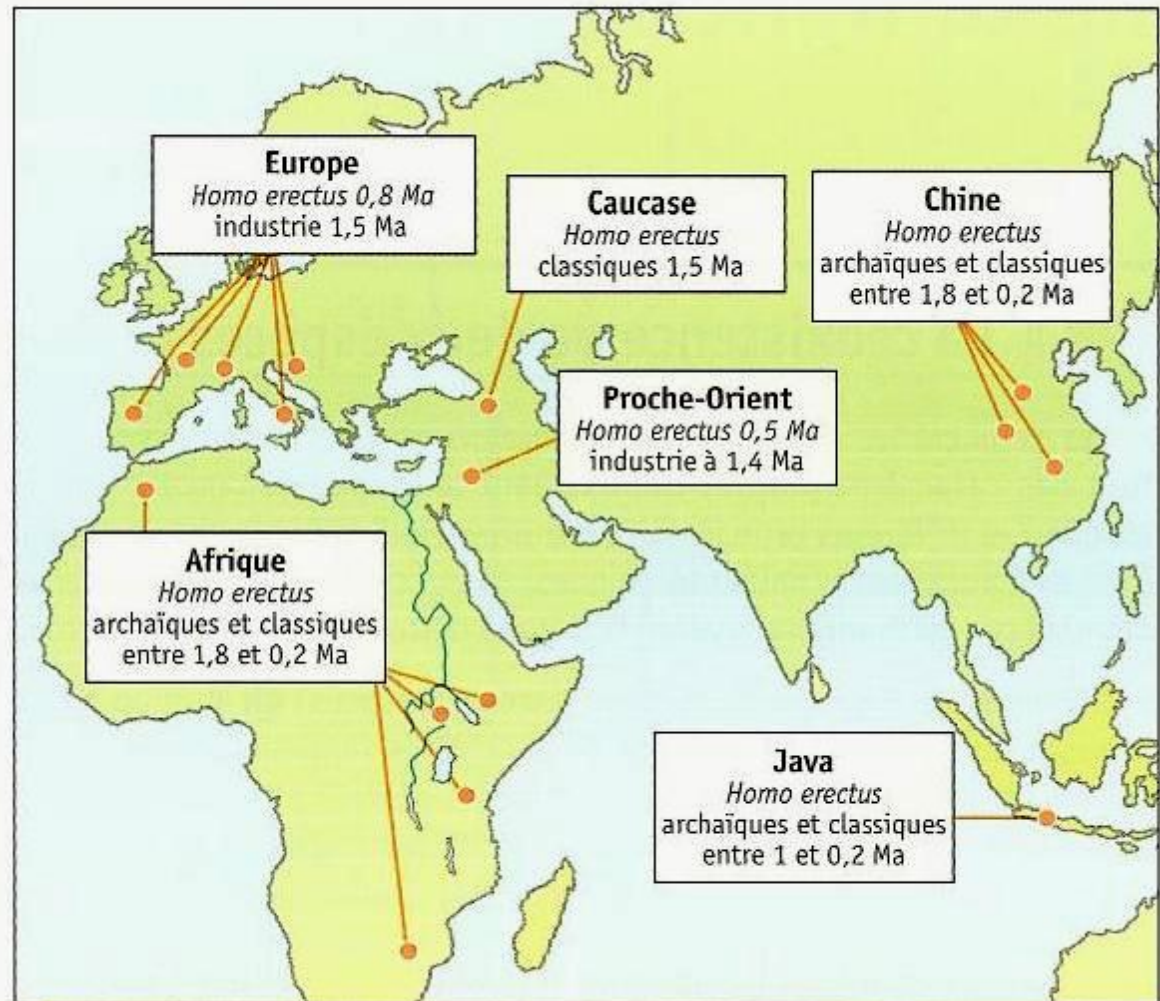 Europe
Homo erectus 0,8 Ma
industrie 1,5 Ma
Caucase
Homo erectus
classiques 1,5 Ma
Chine
Homo erectus
archaïques et classiques
entre 1,8 et 0,2 Ma
Proche-Orient
Homo erectus 0,5 Ma
industrie à 1,4 Ma
Afrique
Homo erectus
archaïques et classiques
entre 1,8 et 0,2 Ma
Java
Homo erectus
archaïques et classiques
entre 1 et 0,2 Ma